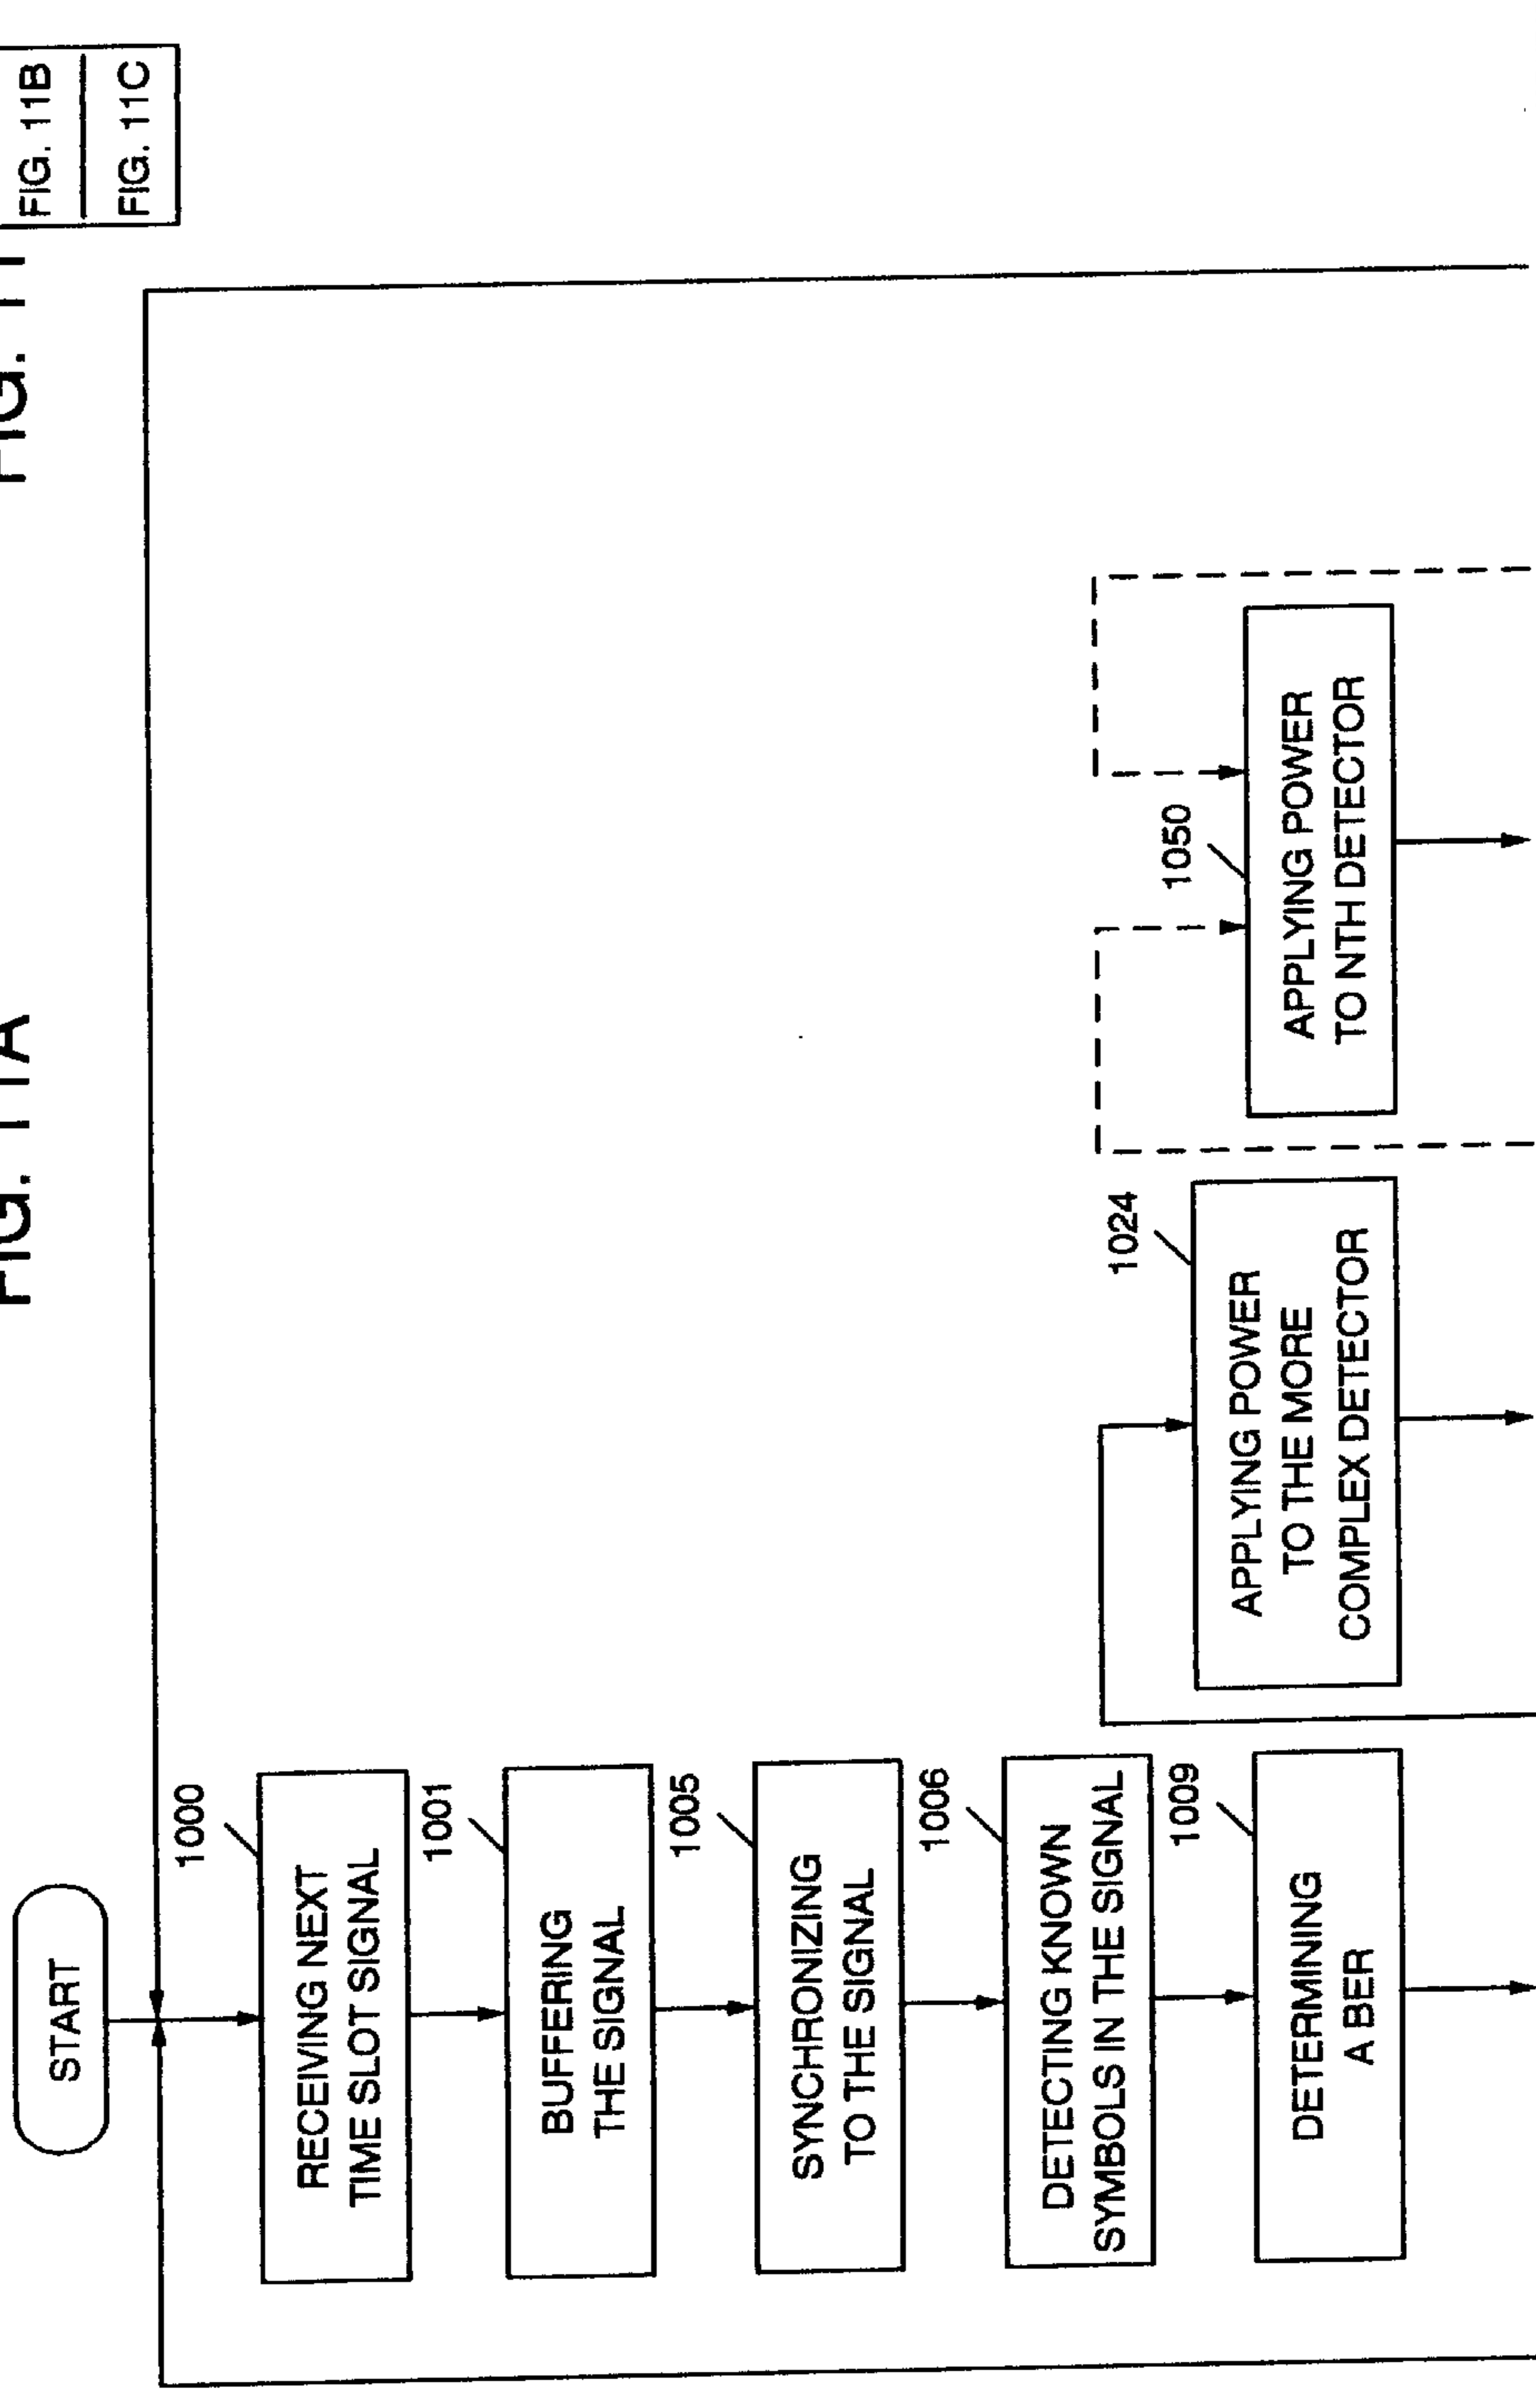 FIG. 11A
FIG. 11
FIG. 11B
FIG. 11C
START
1000
RECEIVING NEXT
TIME SLOT SIGNAL
1001
BUFFERING
THE SIGNAL
1005
SYNCHRONIZING
TO THE SIGNAL
1006
DETECTING KNOWN
SYMBOLS IN THE SIGNAL
1009
DETERMINING
A BER
1024
APPLYING POWER
TO THE MORE
COMPLEX DETECTOR
1050
APPLYING POWER
TO NTH DETECTOR